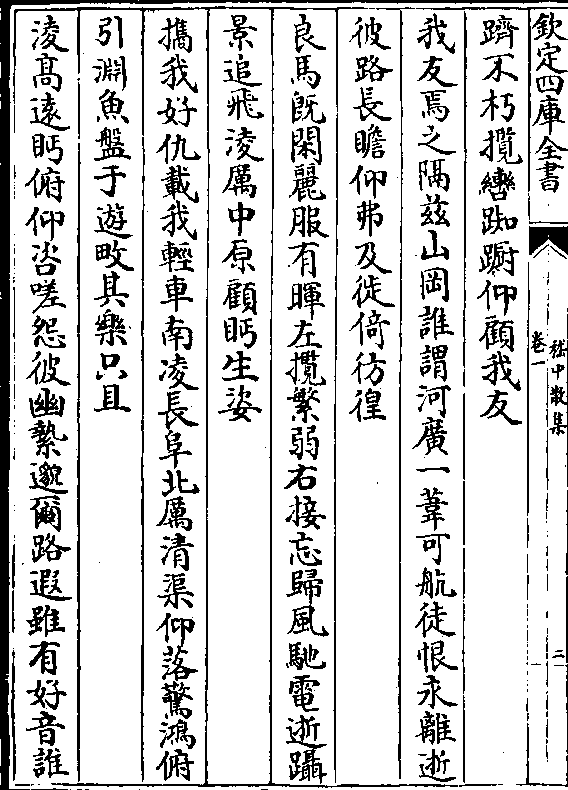 欽定四庫全書
嵇中散集
卷一
二
躋不朽攬轡踟躕仰顧我友
我友焉之隔茲山岡誰謂河廣一葦可航徒恨永離逝
彼路長瞻仰弗及徙倚彷徨
良馬既閑麗服有暉左攬繁弱右接忘歸風馳電逝躡
景追飛凌厲中原顧眄生姿
攜我好仇載我輕車南凌長阜北厲清渠仰落驚鴻俯
引淵魚盤于遊畋其樂只且
淩髙遠眄俯仰咨嗟怨彼幽縶邈爾路遐雖有好音誰